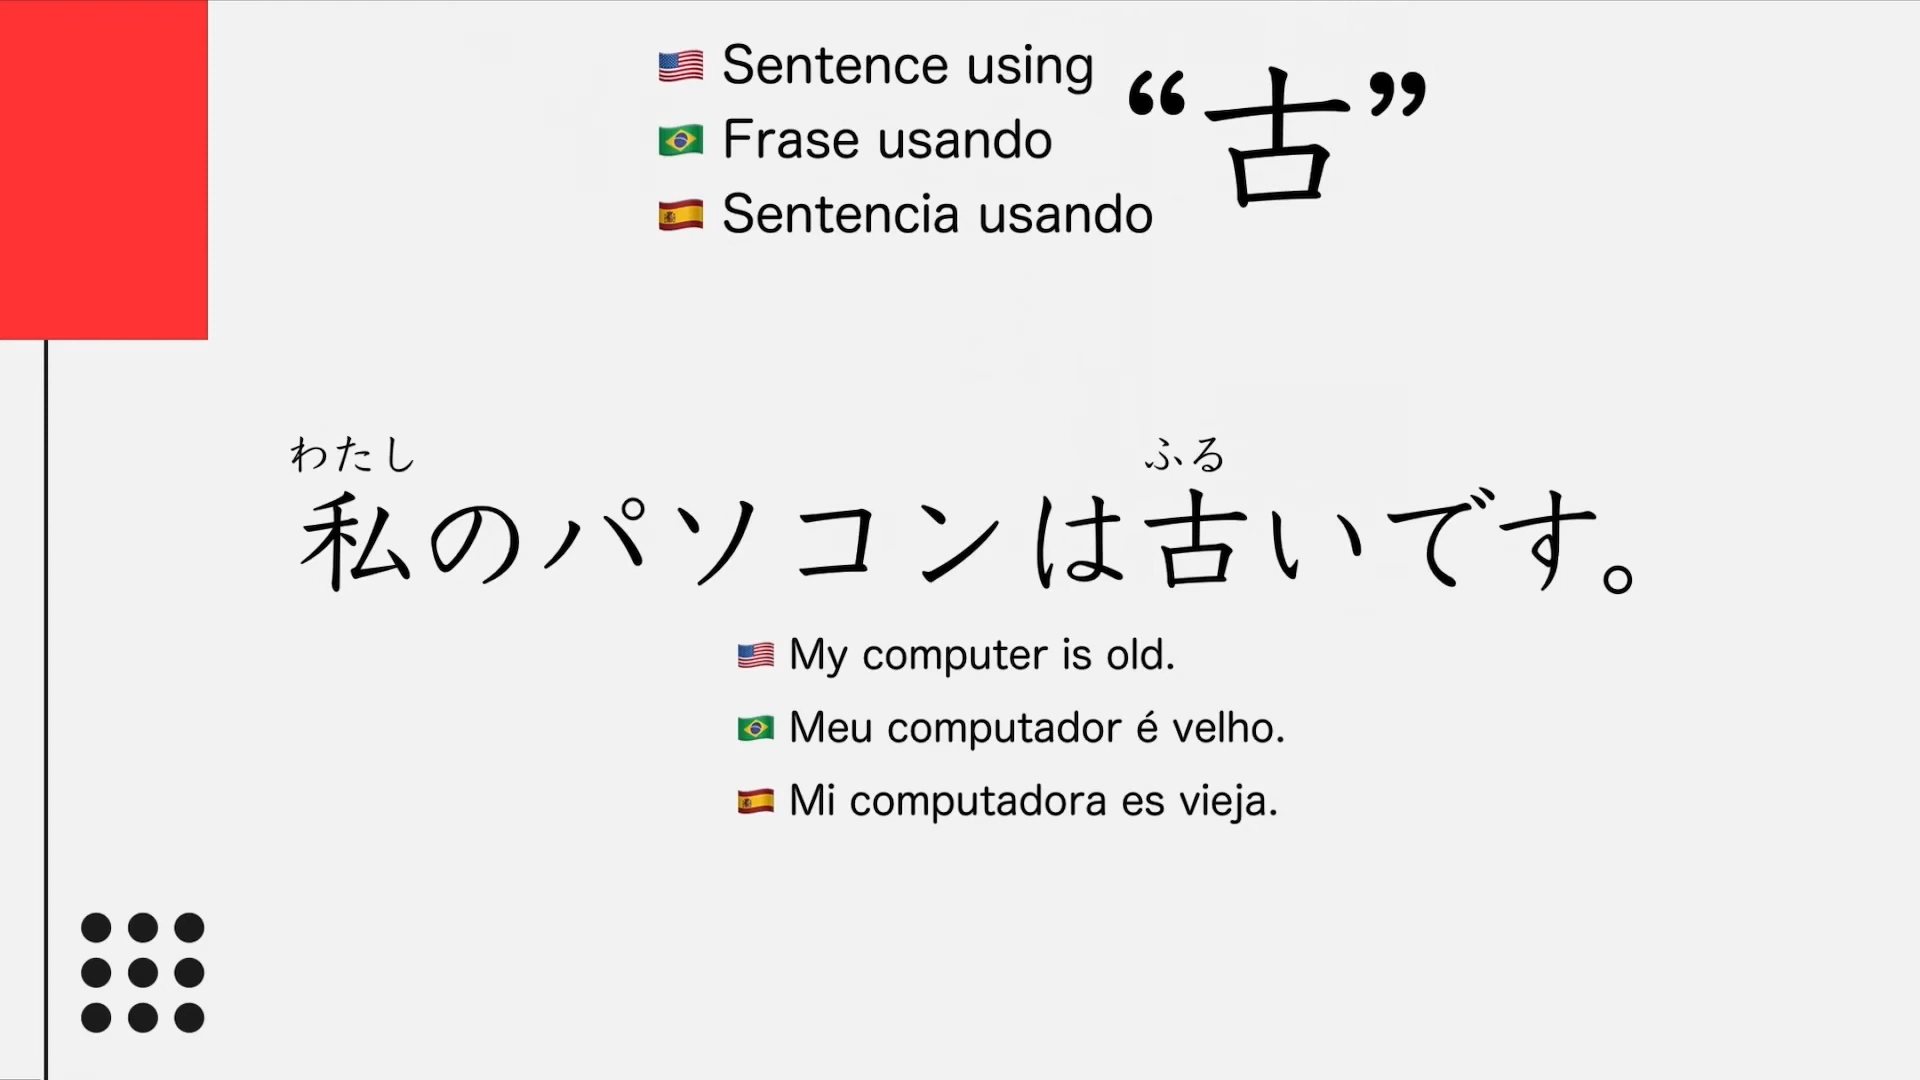 🇺🇸 Sentence using
🇧🇷 Frase usando
🇪🇸 Sentencia usando
“古”
わたし ふる
私のパソコンは古いです。
🇺🇸 My computer is old.
🇧🇷 Meu computador é velho.
🇪🇸 Mi computadora es vieja.